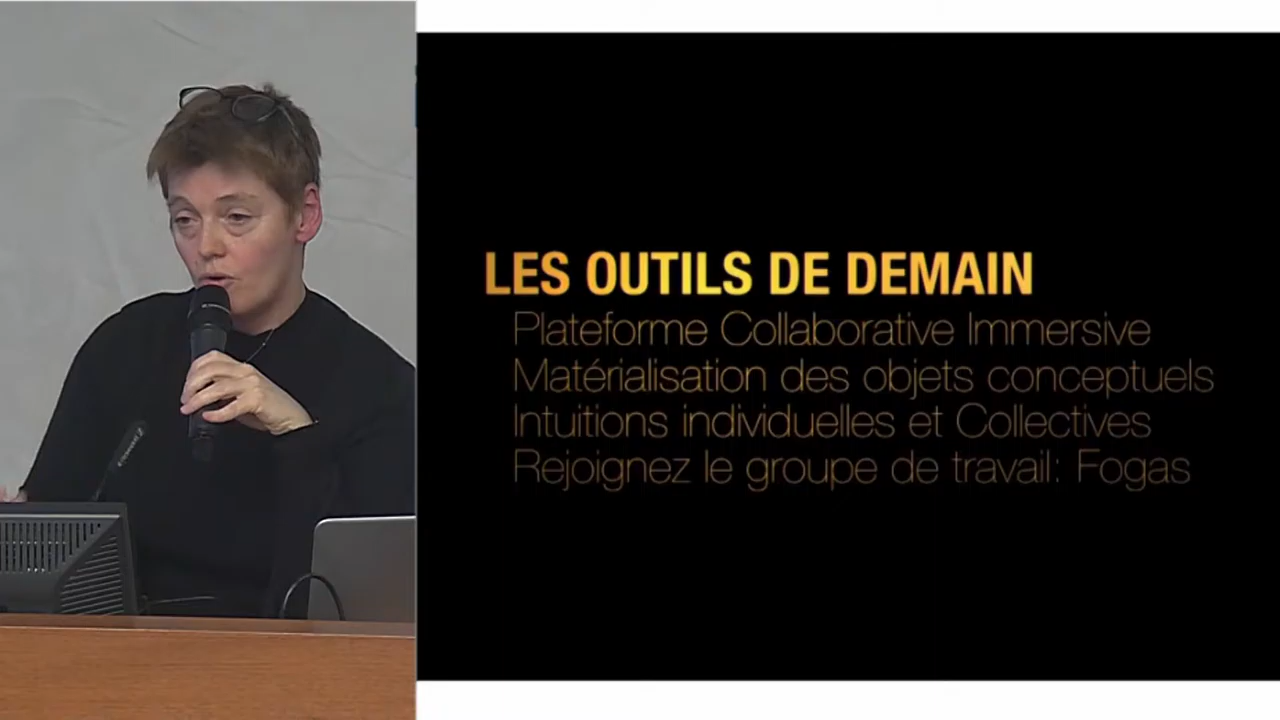 LES OUTILS DE DEMAIN
Plateforme Collaborative Immersive
Matérialisation des objets conceptuels
Intuitions individuelles et Collectives
Rejoignez le groupe de travail: Fogas